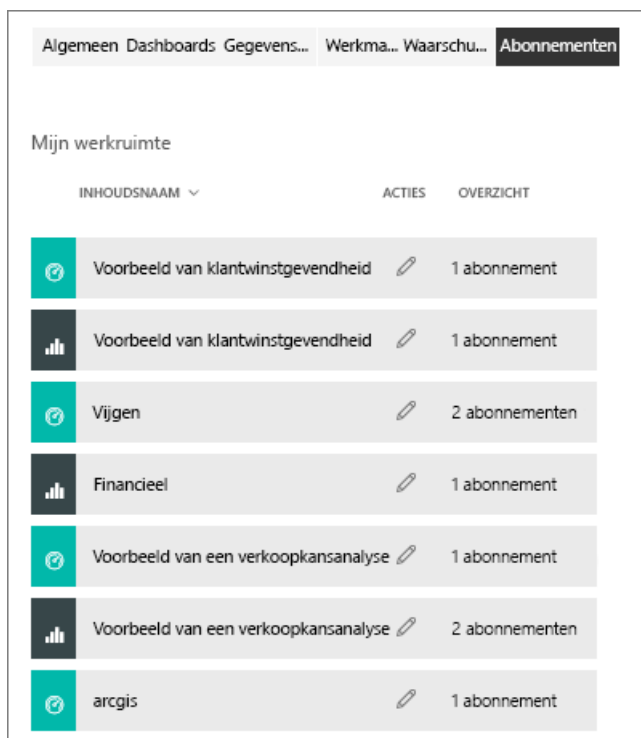 Algemeen Dashboards Gegevens... Werkma... Waarschu... Abonnementen
Mijn werkruimte
INHOUDSNAAM ACTIES OVERZICHT
Voorbeeld van klantwinstgevendheid 1 abonnement
Voorbeeld van klantwinstgevendheid 1 abonnement
Vijgen 2 abonnementen
Financieel 1 abonnement
Voorbeeld van een verkoopkansanalyse 1 abonnement
Voorbeeld van een verkoopkansanalyse 2 abonnementen
arcgis 1 abonnement